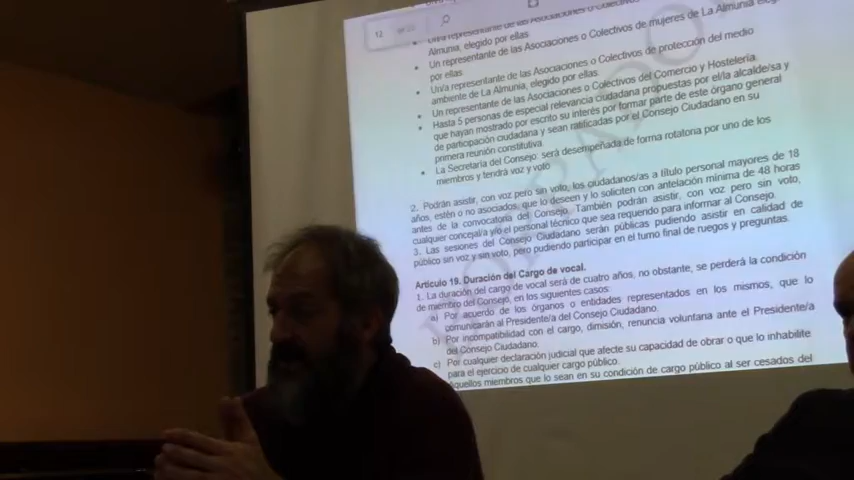 12
Un/a representante de las Asociaciones o Colectivos
Almunia, elegido por ellas.
Un representante de las Asociaciones o Colectivos de mujeres de La Almunia
por ellas
Un/a representante de las Asociaciones o Colectivos de protección del medio
ambiente de La Almunia, elegido por ellas.
Un representante de las Asociaciones o Colectivos del Comercio y Hostelería.
Hasta 5 personas de especial relevancia ciudadana propuestas por el/la alcalde/sa y
que hayan mostrado por escrito su interés por formar parte de este órgano general
de participación ciudadana y sean ratificadas por el Consejo Ciudadano en su
primera reunión constitutiva.
La Secretaría del Consejo: será desempeñada de forma rotatoria por uno de los
miembros y tendrá voz y voto
2. Podrán asistir, con voz pero sin voto, los ciudadanos/as a título personal mayores de 18
años, estén o no asociados, que lo deseen y lo soliciten con antelación mínima de 48 horas
antes de la convocatoria del Consejo. También podrán asistir, con voz pero sin voto,
cualquier concejal/a y/o el personal técnico que sea requerido para informar al Consejo.
3. Las sesiones del Consejo Ciudadano serán públicas pudiendo asistir en calidad de
público sin voz y sin voto, pero pudiendo participar en el turno final de ruegos y preguntas.
Artículo 19. Duración del Cargo de vocal.
1. La duración del cargo de vocal será de cuatro años, no obstante, se perderá la condición
de miembro del Consejo, en los siguientes casos:
a) Por acuerdo de los órganos o entidades representados en los mismos, que lo
comunicarán al Presidente/a del Consejo Ciudadano.
b) Por incompatibilidad con el cargo, dimisión, renuncia voluntaria ante el Presidente/a
del Consejo Ciudadano.
c) Por cualquier declaración judicial que afecte su capacidad de obrar o que lo inhabilite
para el ejercicio de cualquier cargo público.
Aquellos miembros que lo sean en su condición de cargo público al ser cesados del